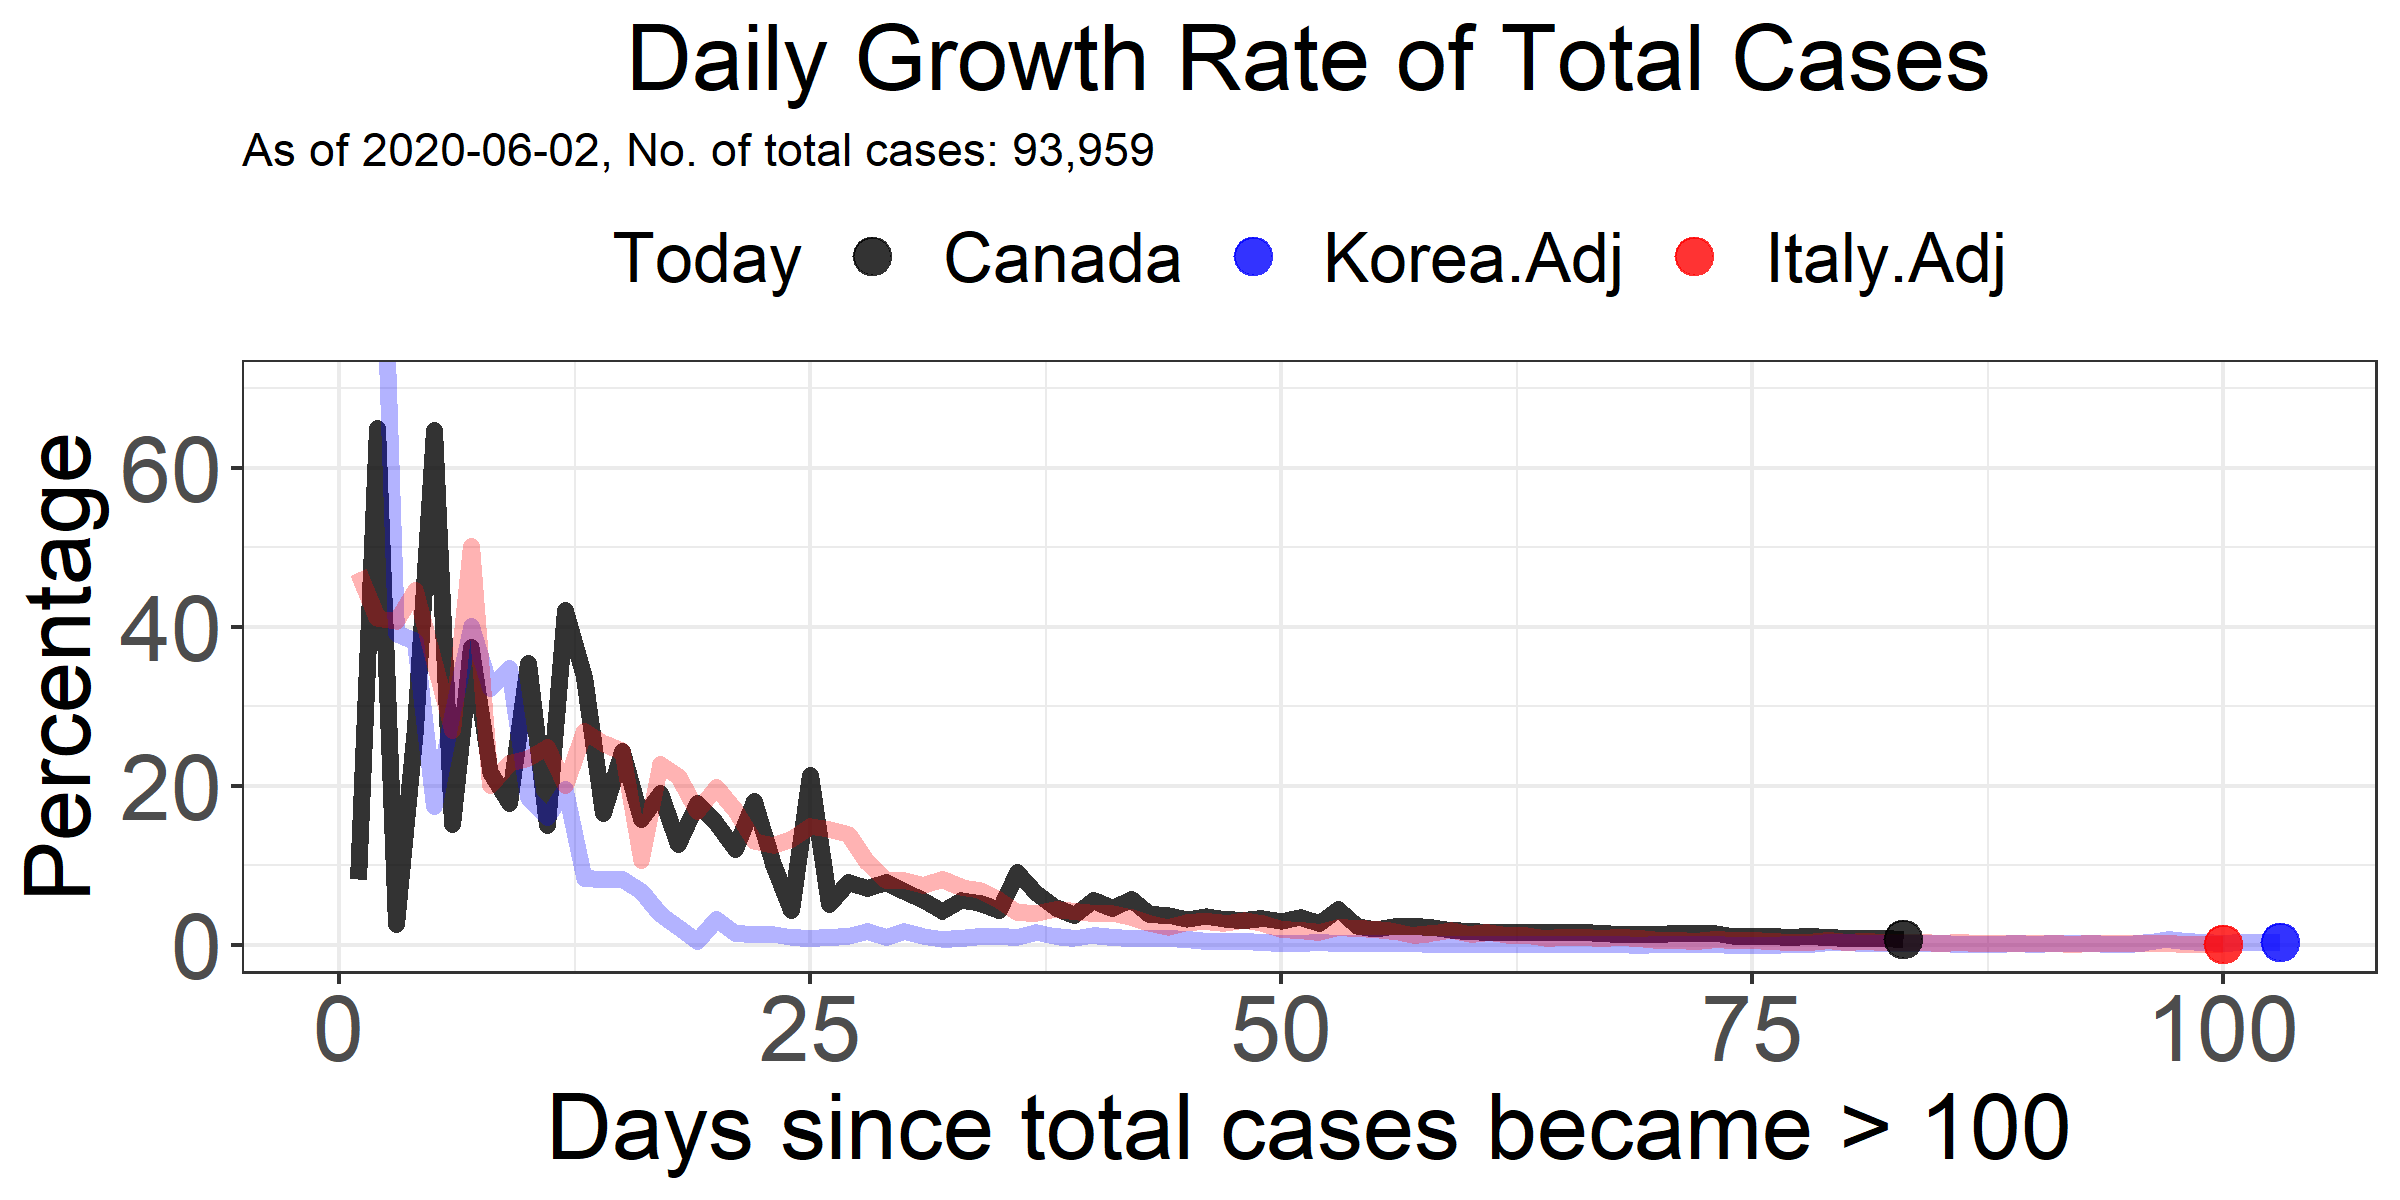 Daily Growth Rate of Total Cases
As of 2020-06-02, No. of total cases: 93,959
Today Canada Korea.Adj Italy.Adj
Percentage
60
40
20
0
0 25 50 75 100
Days since total cases became > 100